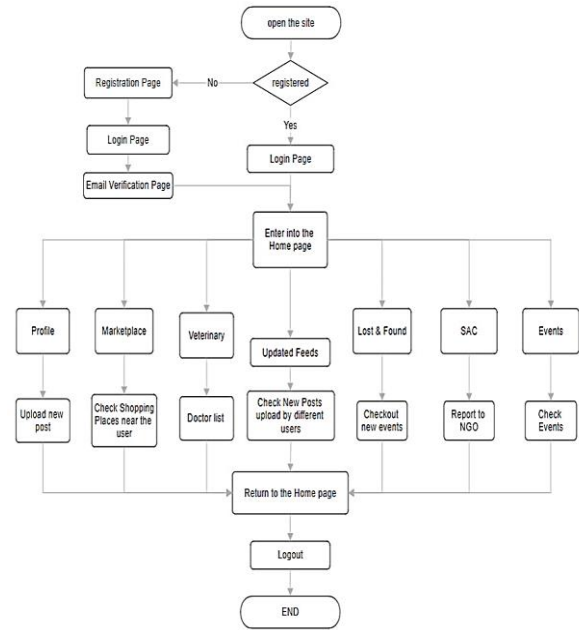 open the site
registered
No
Registration Page
Yes
Login Page
Login Page
Email Verification Page
Enter into the
Home page
Profile
Marketplace
Veterinary
Updated Feeds
Lost & Found
SAC
Events
Upload new
post
Check Shopping
Places near the
user
Doctor list
Check New Posts
upload by different
users
Checkout
new events
Report to
NGO
Check
Events
Return to the Home page
Logout
END